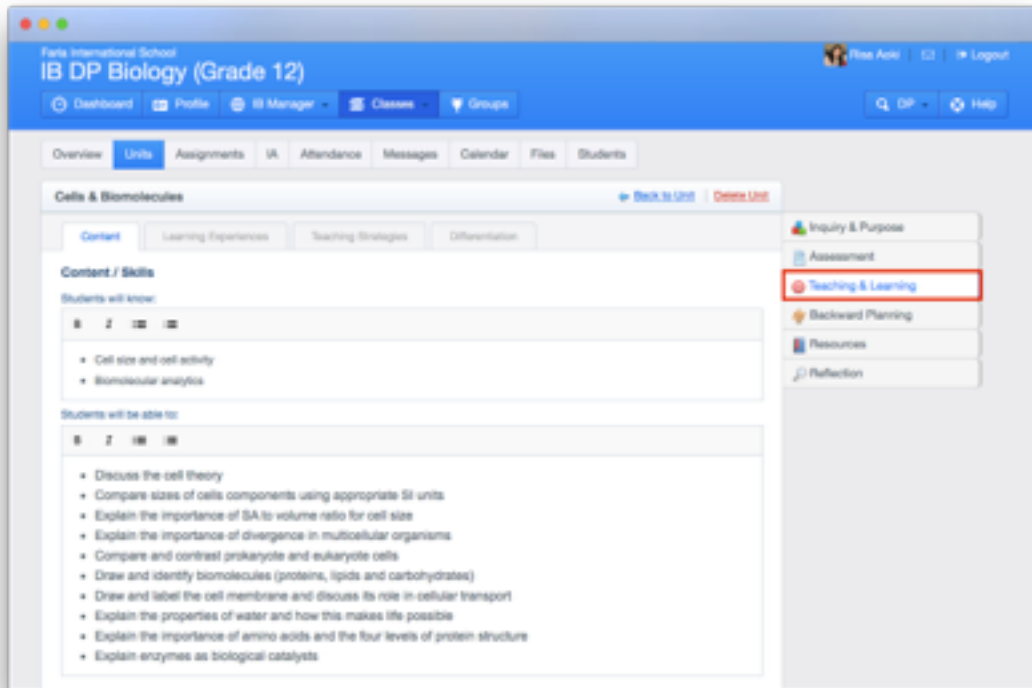 Faria International School
Risa Aoki
Logout
IB DP Biology (Grade 12)
Dashboard Profile IB Manager Classes Groups
DP Help
Overview Units Assignments IA Attendance Messages Calendar Files Students
Cells & Biomolecules
Back to Unit
Delete Unit
Content Learning Experiences Teaching Strategies Differentiation
Content / Skills
Students will know:
B I
• Cell size and cell activity
• Biomolecular analytics
Students will be able to:
B I
• Discuss the cell theory
• Compare sizes of cells components using appropriate SI units
• Explain the importance of SA to volume ratio for cell size
• Explain the importance of divergence in multicellular organisms
• Compare and contrast prokaryote and eukaryote cells
• Draw and identify biomolecules (proteins, lipids and carbohydrates)
• Draw and label the cell membrane and discuss its role in cellular transport
• Explain the properties of water and how this makes life possible
• Explain the importance of amino acids and the four levels of protein structure
• Explain enzymes as biological catalysts
Inquiry & Purpose
Assessment
Teaching & Learning
Backward Planning
Resources
Reflection